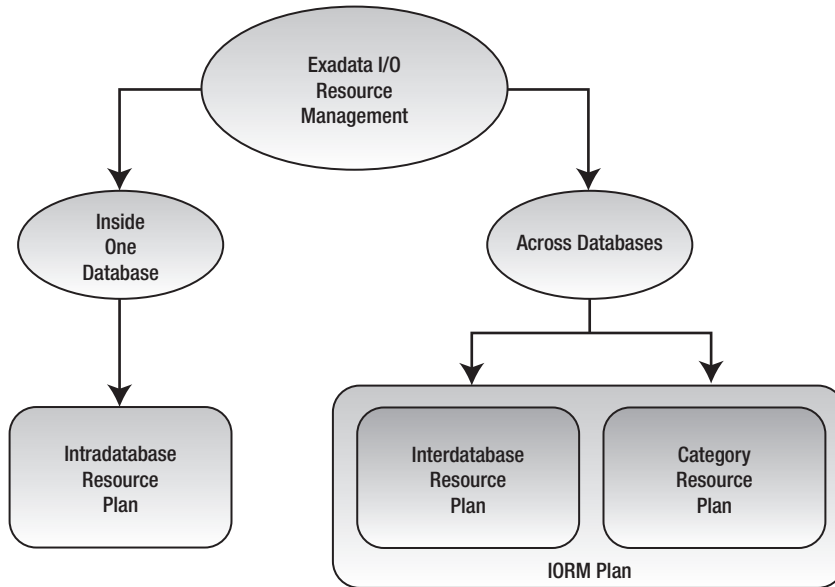 Exadata I/O
Resource
Management
Inside
One
Database
Across Databases
Intradatabase
Resource
Plan
Interdatabase
Resource
Plan
Category
Resource
Plan
IORM Plan